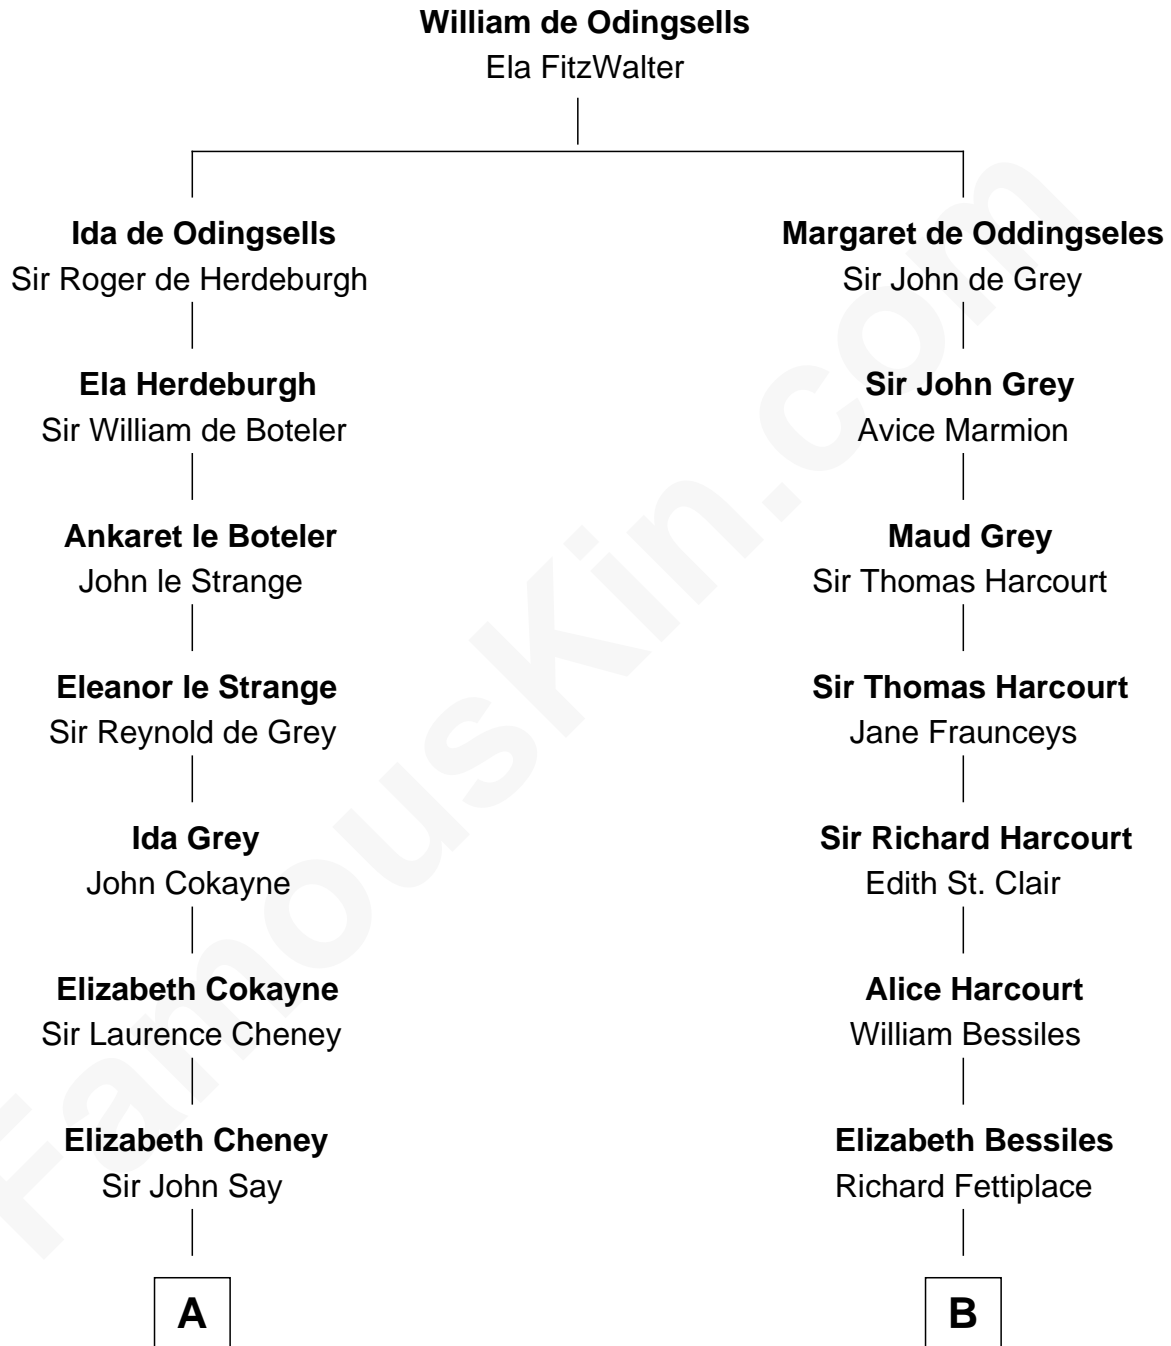 William de Odingsells
Ela FitzWalter
Ida de Odingsells
Sir Roger de Herdeburgh
Margaret de Oddingseles
Sir John de Grey
Ela Herdeburgh
Sir William de Boteler
Sir John Grey
Avice Marmion
Ankaret le Boteler
John le Strange
Maud Grey
Sir Thomas Harcourt
Eleanor le Strange
Sir Reynold de Grey
Sir Thomas Harcourt
Jane Fraunceys
Ida Grey
John Cokayne
Sir Richard Harcourt
Edith St. Clair
Elizabeth Cokayne
Sir Laurence Cheney
Alice Harcourt
William Bessiles
Elizabeth Cheney
Sir John Say
Elizabeth Bessiles
Richard Fettiplace
A
B
FamousKin.com